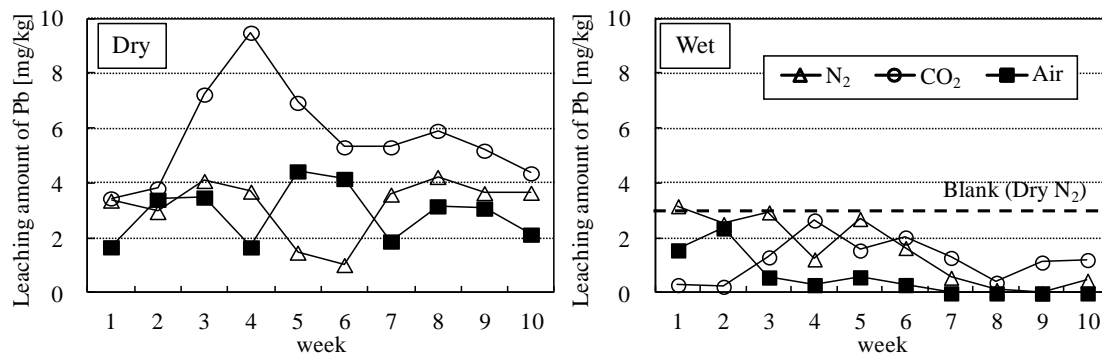 Leaching amount of Pb [mg/kg]
10
8
6
4
2
0
Dry
1 2 3 4 5 6 7 8 9 10
week
Leaching amount of Pb [mg/kg]
10
8
6
4
2
0
Wet
N₂ CO₂ Air
Blank (Dry N₂)
1 2 3 4 5 6 7 8 9 10
week